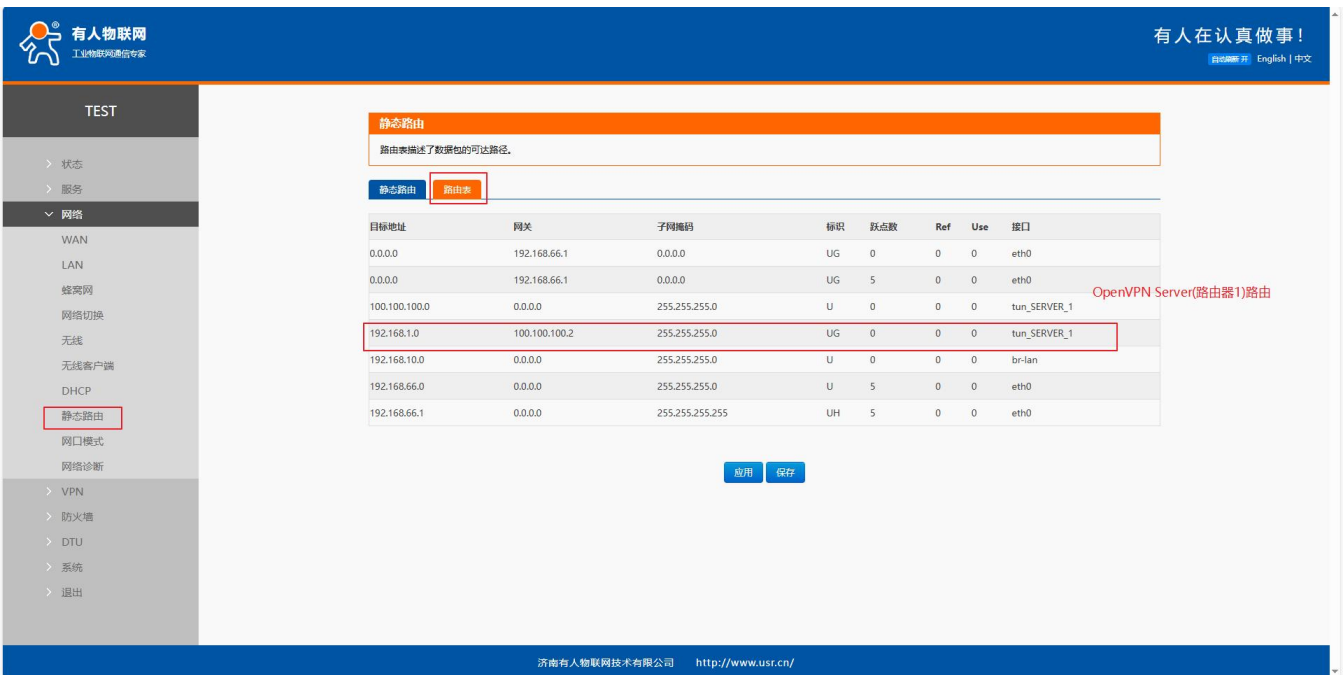 有人物联网
®
工业物联网通信专家
有人在认真做事!
自动刷新 开 English | 中文
TEST
状态
服务
网络
WAN
LAN
蜂窝网
网络切换
无线
无线客户端
DHCP
静态路由
网口模式
网络诊断
VPN
防火墙
DTU
系统
退出
静态路由
路由表描述了数据包的可达路径。
静态路由 路由表
目标地址 网关 子网掩码 标识 跃点数 Ref Use 接口
0.0.0.0 192.168.66.1 0.0.0.0 UG 0 0 0 eth0
0.0.0.0 192.168.66.1 0.0.0.0 UG 5 0 0 eth0
OpenVPN Server(路由器1)路由
100.100.100.0 0.0.0.0 255.255.255.0 U 0 0 0 tun_SERVER_1
192.168.1.0 100.100.100.2 255.255.255.0 UG 0 0 0 tun_SERVER_1
192.168.10.0 0.0.0.0 255.255.255.0 U 0 0 0 br-lan
192.168.66.0 0.0.0.0 255.255.255.0 U 5 0 0 eth0
192.168.66.1 0.0.0.0 255.255.255.255 UH 5 0 0 eth0
应用 保存
济南有人物联网技术有限公司 http://www.usr.cn/